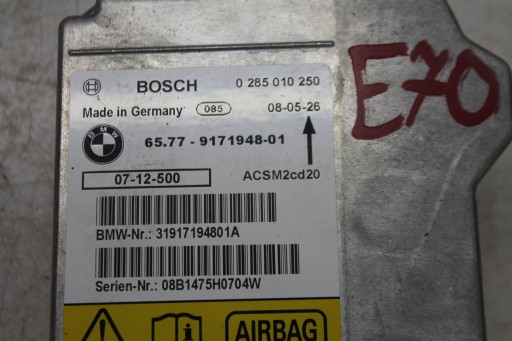 BOSCH 0 285 010 250
Made in Germany 085 08-05-26
BMW 65.77 - 9171948-01
07-12-500 ACSM2cd20
BMW-Nr.: 31917194801A
Serien-Nr.: 08B1475H0704W
AIRBAG
E70